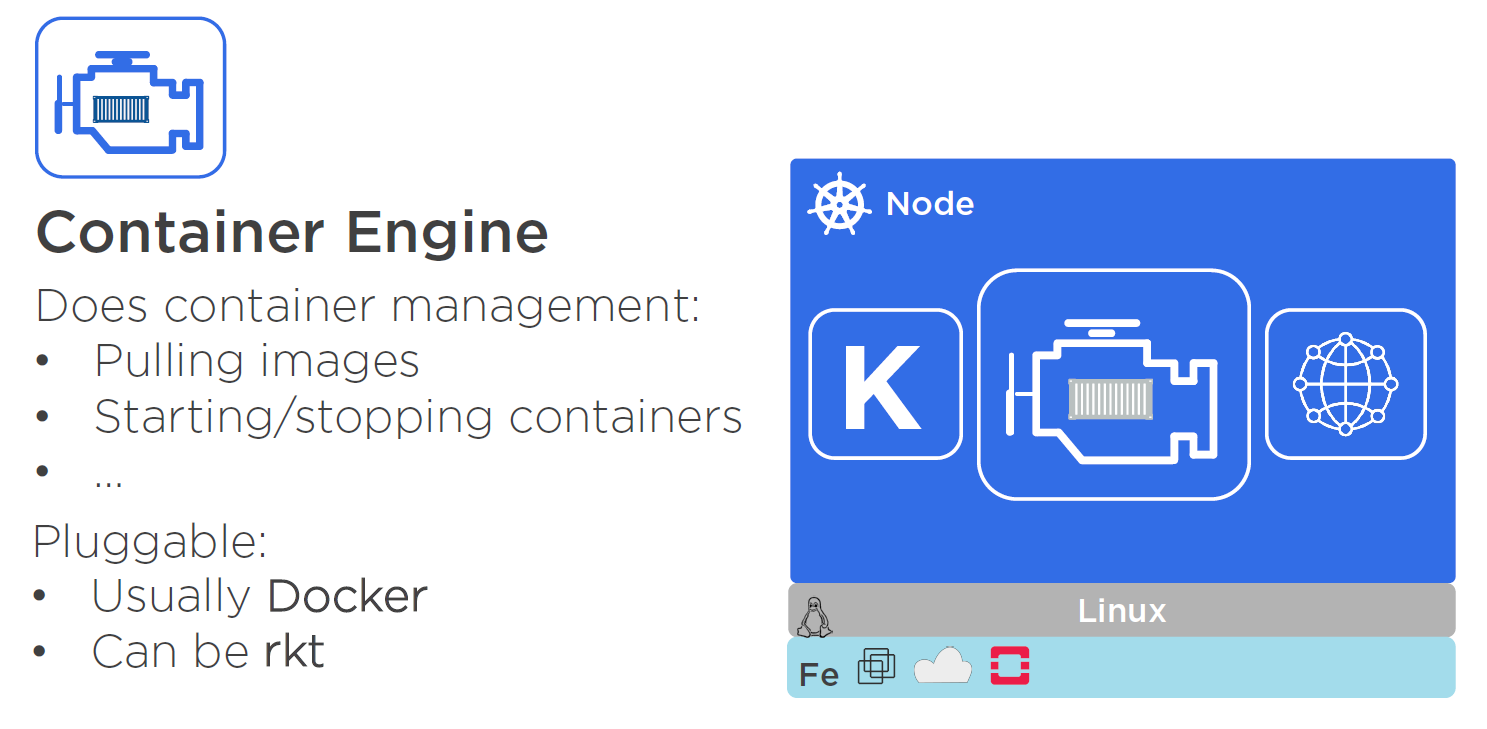 Container Engine
Does container management:
• Pulling images
• Starting/stopping containers
• ...
Pluggable:
• Usually Docker
• Can be rkt
Node
K
Linux
Fe